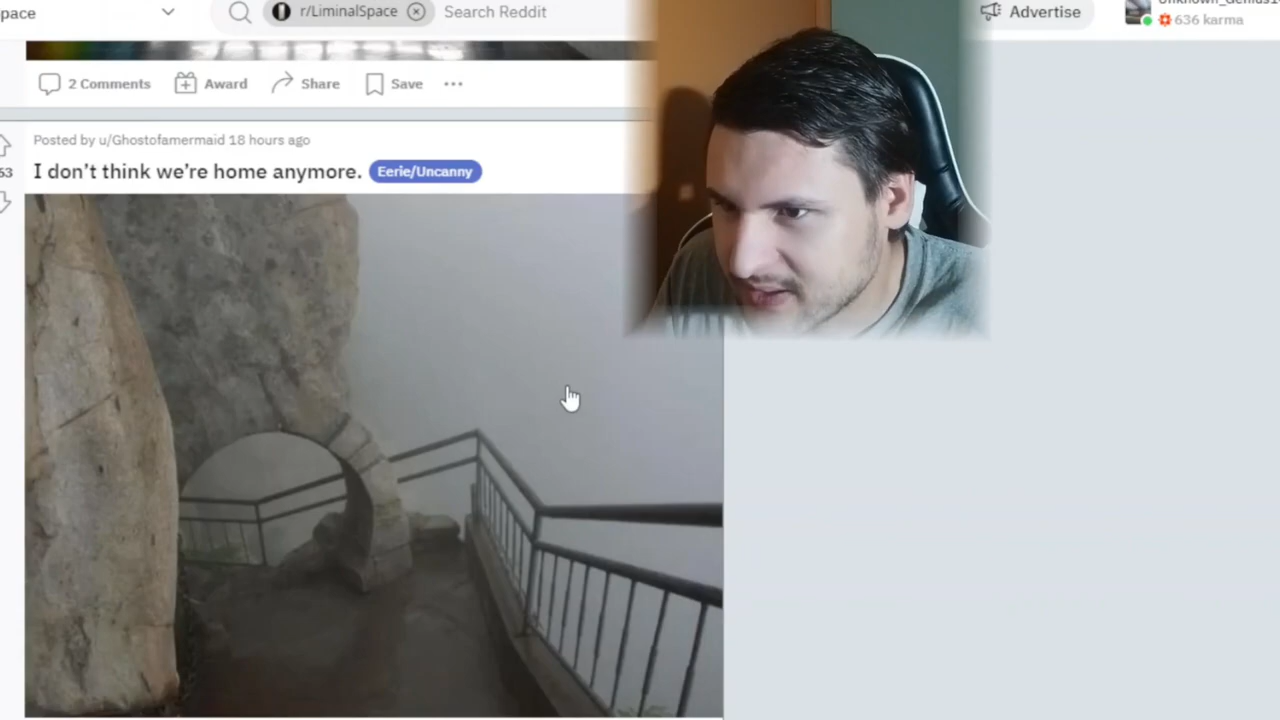 pace
r/LiminalSpace
Search Reddit
Advertise
636 karma
2 Comments
Award
Share
Save
Posted by u/Ghostofamermaid 18 hours ago
I don't think we're home anymore. Eerie/Uncanny
53